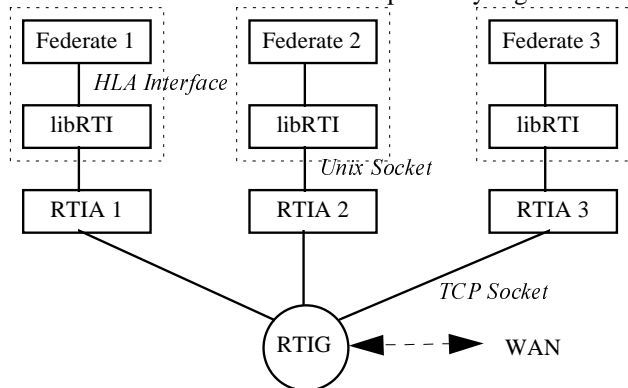 Federate 1 Federate 2 Federate 3
HLA Interface
libRTI libRTI libRTI
Unix Socket
RTIA 1 RTIA 2 RTIA 3
TCP Socket
RTIG WAN